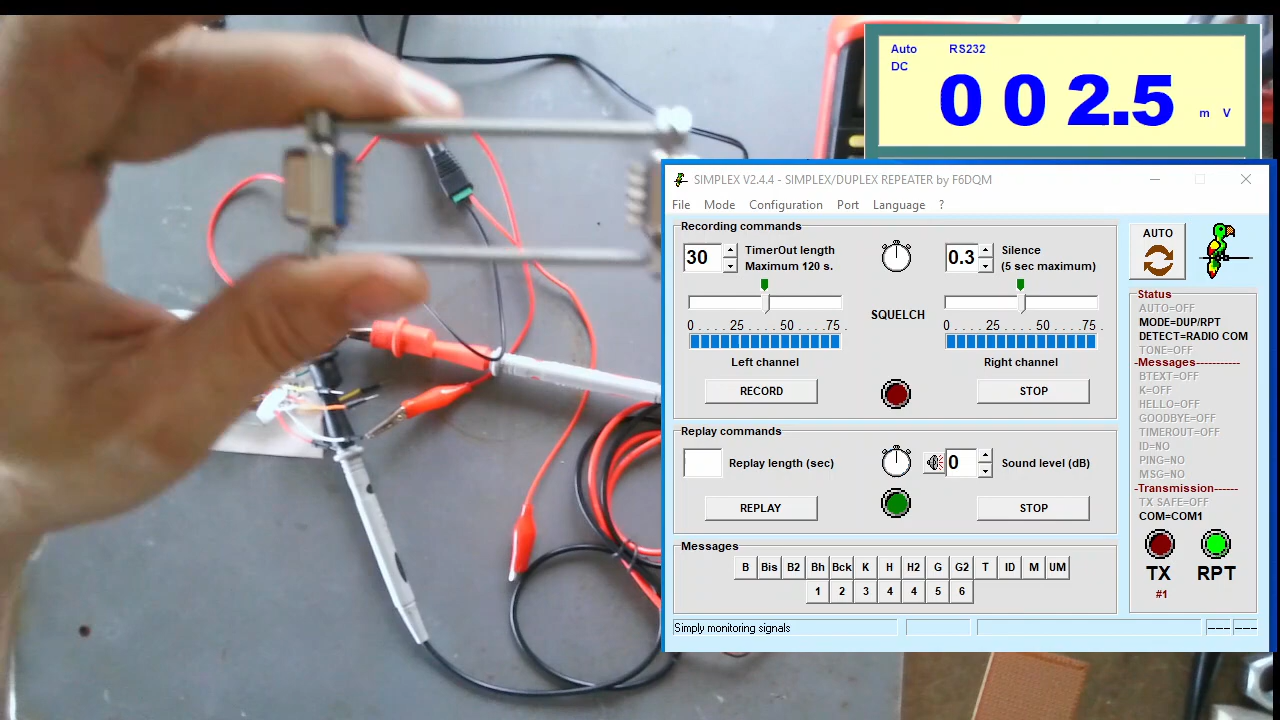 Auto RS232
DC
002.5 m V
SIMPLEX V2.4.4 - SIMPLEX/DUPLEX REPEATER by F6DQM
File Mode Configuration Port Language ?
Recording commands
30 TimerOut length
Maximum 120 s.
0.3 Silence
(5 sec maximum)
SQUELCH
0 . . . . 25 . . . 50 . . . 75 .
Left channel
0 . . . . 25 . . . 50 . . . 75 .
Right channel
RECORD
STOP
Replay commands
Replay length (sec)
0 Sound level (dB)
REPLAY
STOP
Messages
B Bis B2 Bh Bck K H H2 G G2 T ID M UM
1 2 3 4 4 5 6
Simply monitoring signals
--- ---
AUTO
Status
AUTO=OFF
MODE=DUP/RPT
DETECT=RADIO COM
TONE=OFF
-Messages-----------
BTEXT=OFF
K=OFF
HELLO=OFF
GOODBYE=OFF
TIMEROUT=OFF
ID=NO
PING=NO
MSG=NO
-Transmission------
TX SAFE=OFF
COM=COM1
TX RPT
#1